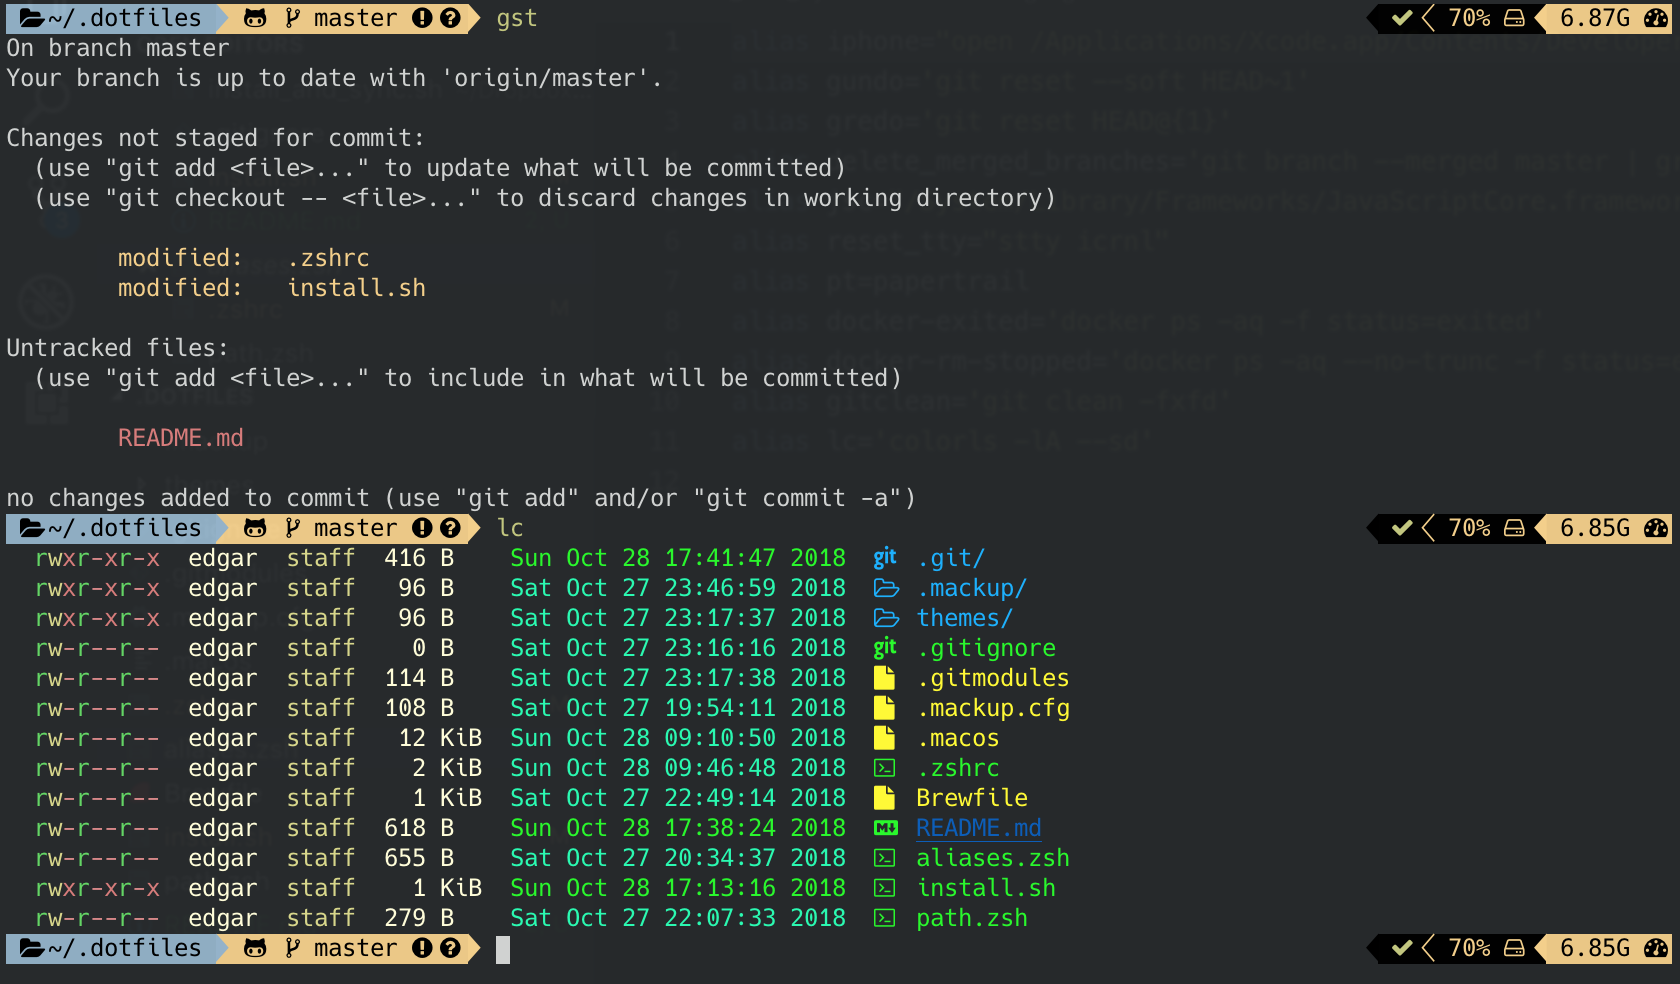 ~/.dotfiles master gst 70% 6.87G
On branch master
Your branch is up to date with 'origin/master'.
Changes not staged for commit:
(use "git add <file>..." to update what will be committed)
(use "git checkout -- <file>..." to discard changes in working directory)
modified: .zshrc
modified: install.sh
Untracked files:
(use "git add <file>..." to include in what will be committed)
README.md
no changes added to commit (use "git add" and/or "git commit -a")
~/.dotfiles master lc 70% 6.85G
rwxr-xr-x edgar staff 416 B Sun Oct 28 17:41:47 2018 git .git/
rwxr-xr-x edgar staff 96 B Sat Oct 27 23:46:59 2018 .mackup/
rwxr-xr-x edgar staff 96 B Sat Oct 27 23:17:37 2018 themes/
rw-r--r-- edgar staff 0 B Sat Oct 27 23:16:16 2018 git .gitignore
rw-r--r-- edgar staff 114 B Sat Oct 27 23:17:38 2018 .gitmodules
rw-r--r-- edgar staff 108 B Sat Oct 27 19:54:11 2018 .mackup.cfg
rw-r--r-- edgar staff 12 KiB Sun Oct 28 09:10:50 2018 .macos
rw-r--r-- edgar staff 2 KiB Sun Oct 28 09:46:48 2018 .zshrc
rw-r--r-- edgar staff 1 KiB Sat Oct 27 22:49:14 2018 Brewfile
rw-r--r-- edgar staff 618 B Sun Oct 28 17:38:24 2018 README.md
rw-r--r-- edgar staff 655 B Sat Oct 27 20:34:37 2018 aliases.zsh
rwxr-xr-x edgar staff 1 KiB Sun Oct 28 17:13:16 2018 install.sh
rw-r--r-- edgar staff 279 B Sat Oct 27 22:07:33 2018 path.zsh
~/.dotfiles master 70% 6.85G